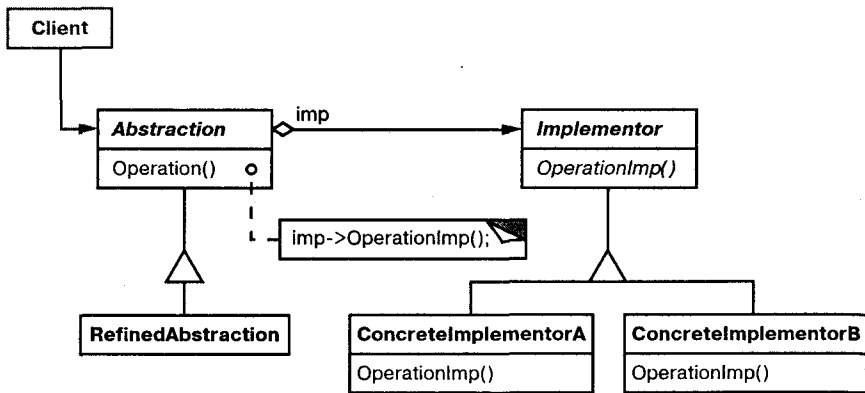 Client
imp
Abstraction
Implementor
Operation()
OperationImp()
imp->OperationImp();
RefinedAbstraction
ConcreteImplementorA
ConcreteImplementorB
OperationImp()
OperationImp()